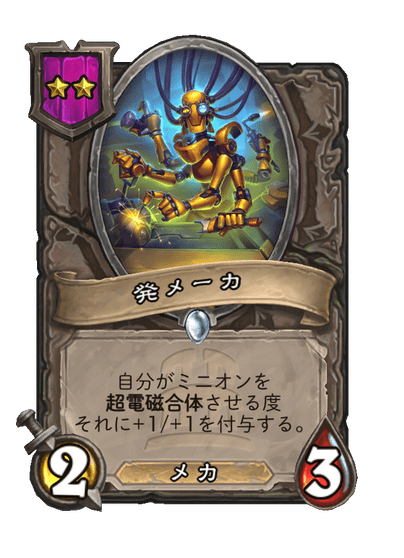 発メーカ
自分がミニオンを
超電磁合体させる度
それに+1/+1を付与する。
2
メカ
3